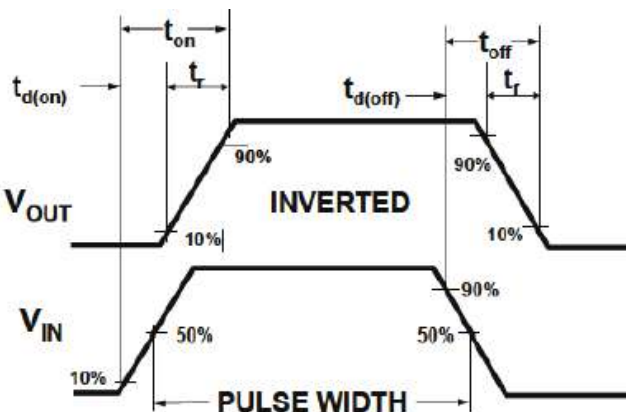 t_on
t_off
t_d(on)
t_r
t_d(off)
t_f
90%
90%
V_OUT
INVERTED
10%
10%
90%
V_IN
50%
50%
10%
PULSE WIDTH